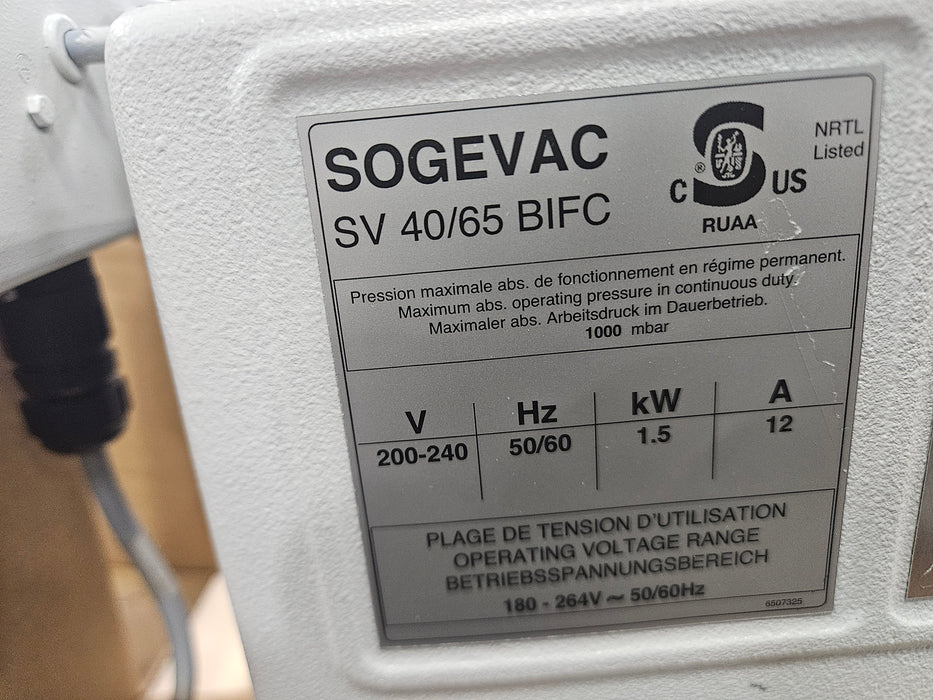 SOGEVAC
SV 40/65 BIFC
C S ® US
NRTL
Listed
RUAA
Pression maximale abs. de fonctionnement en régime permanent.
Maximum abs. operating pressure in continuous duty.
Maximaler abs. Arbeitsdruck im Dauerbetrieb.
1000 mbar
V Hz kW A
200-240 50/60 1.5 12
PLAGE DE TENSION D'UTILISATION
OPERATING VOLTAGE RANGE
BETRIEBSSPANNUNGSBEREICH
180 - 264V ~ 50/60Hz
6507325